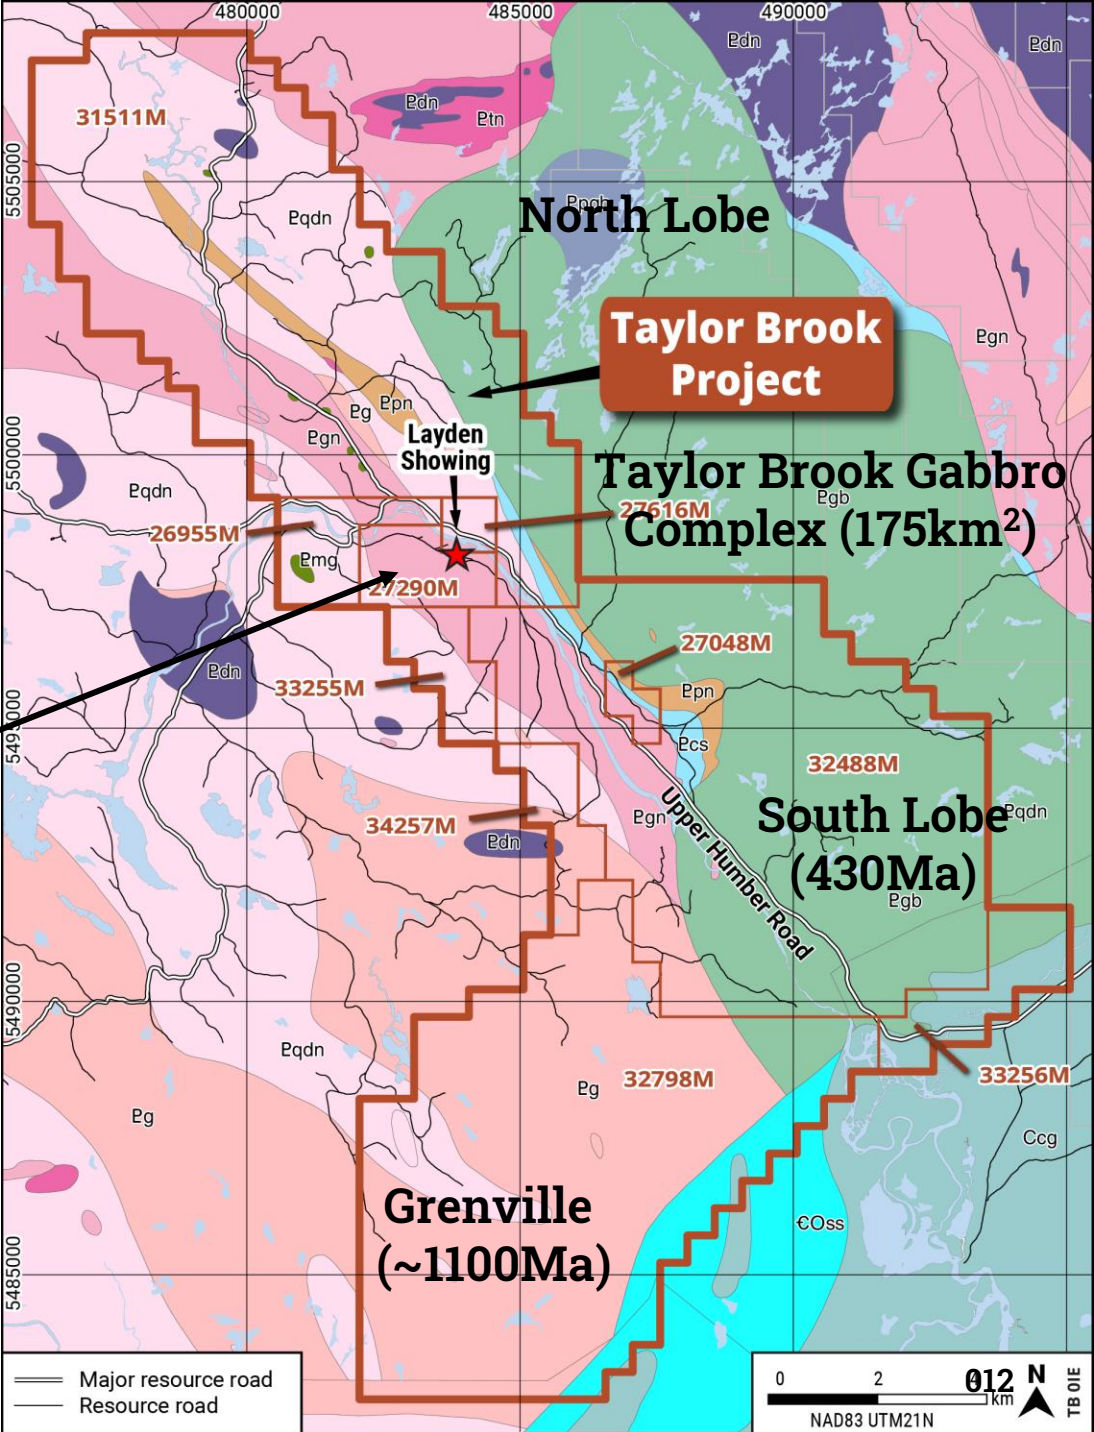 480000
485000
490000
Ꞓdn
Ꞓdn
Ꞓdn
Ꞓtn
31511M
5505000
Ꞓqdn
North Lobe
Taylor Brook
Project
Ꞓgn
Ꞓpn
Ꞓg
Ꞓgn
Layden
Showing
5500000
Taylor Brook Gabbro
Ꞓgb
Complex (175km²)
27616M
Ꞓqdn
26955M
Ꞓmg
27290M
27048M
Ꞓdn
33255M
Ꞓpn
5495000
Ꞓcs
32488M
South Lobe
(430Ma)
Ꞓqdn
Ꞓgn
34257M
Ꞓdn
Upper Humber Road
Ꞓgb
5490000
Ꞓqdn
Ꞓg
32798M
33256M
Ꞓg
Ccg
Grenville
(~1100Ma)
ЄOss
5485000
Major resource road
Resource road
0 2
012
km
NAD83 UTM21N
N
TB 01E